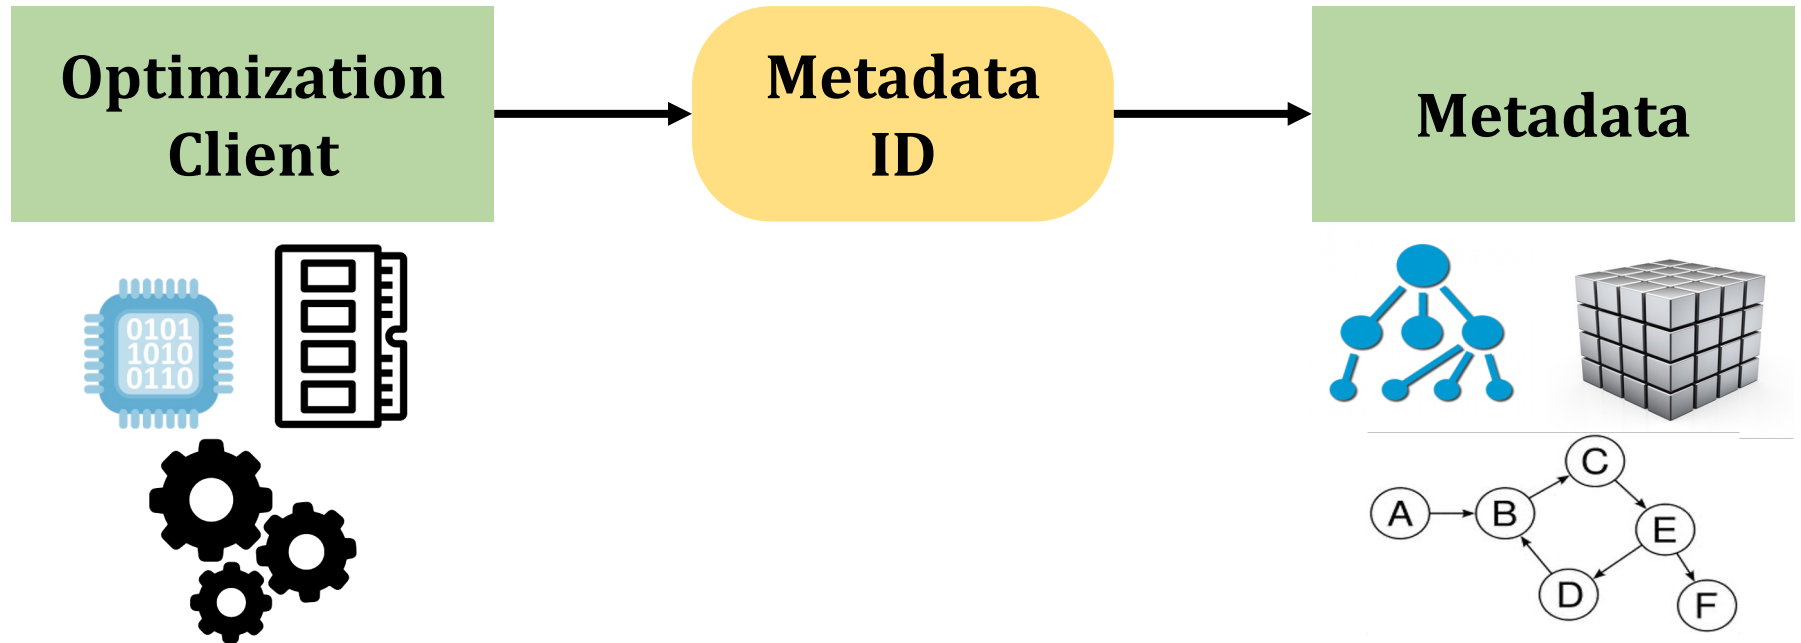 Optimization
Client
Metadata
ID
Metadata
0101
1010
0110
A
B
C
E
D
F